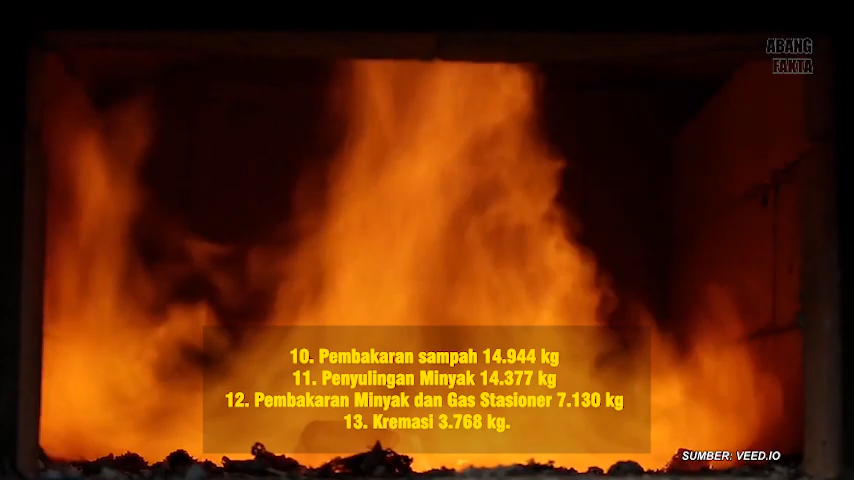 ABANG
FAKTA
10. Pembakaran sampah 14.944 kg
11. Penyulingan Minyak 14.377 kg
12. Pembakaran Minyak dan Gas Stasioner 7.130 kg
13. Kremasi 3.768 kg.
SUMBER: VEED.IO